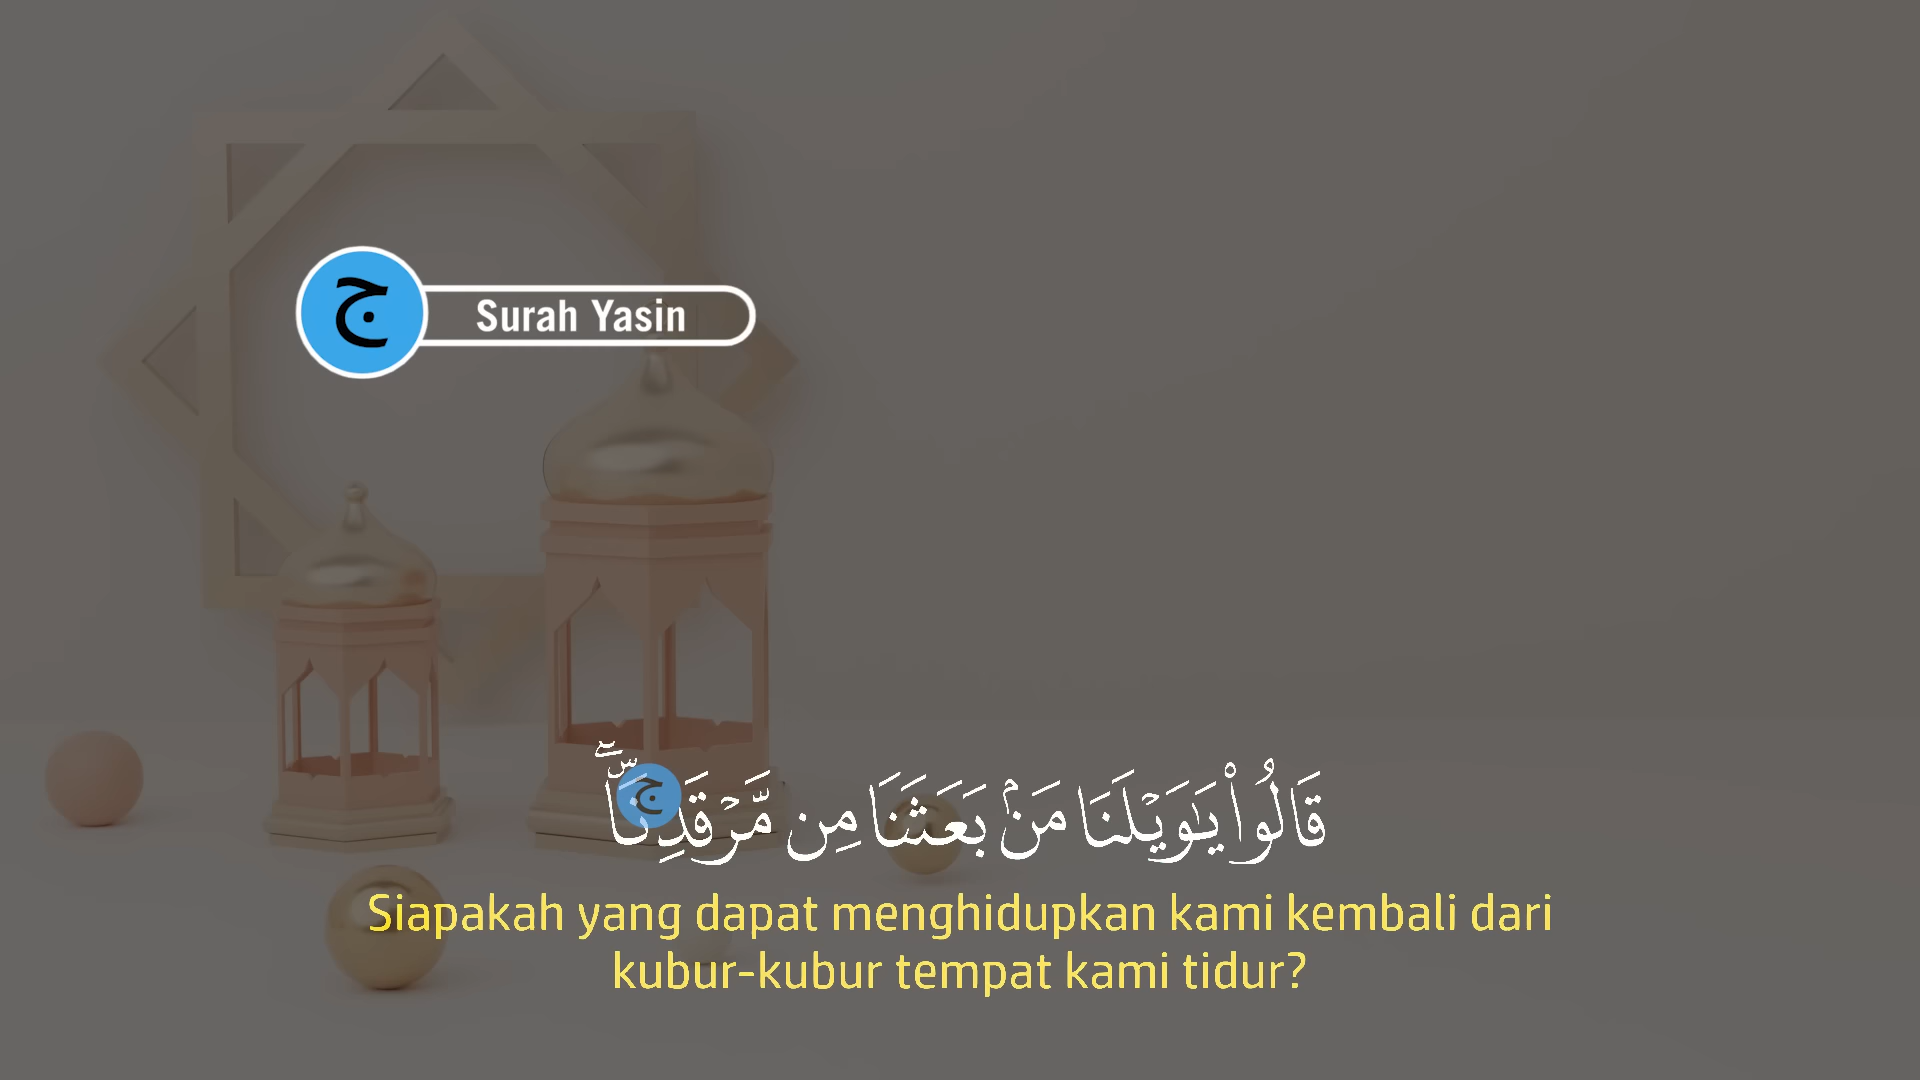 ج
Surah Yasin
قَالُوا۟ يَـٰوَيْلَنَا مَنۢ بَعَثَنَا مِن مَّرْقَدِنَا ۜ ۗ
ج
Siapakah yang dapat menghidupkan kami kembali dari
kubur-kubur tempat kami tidur?